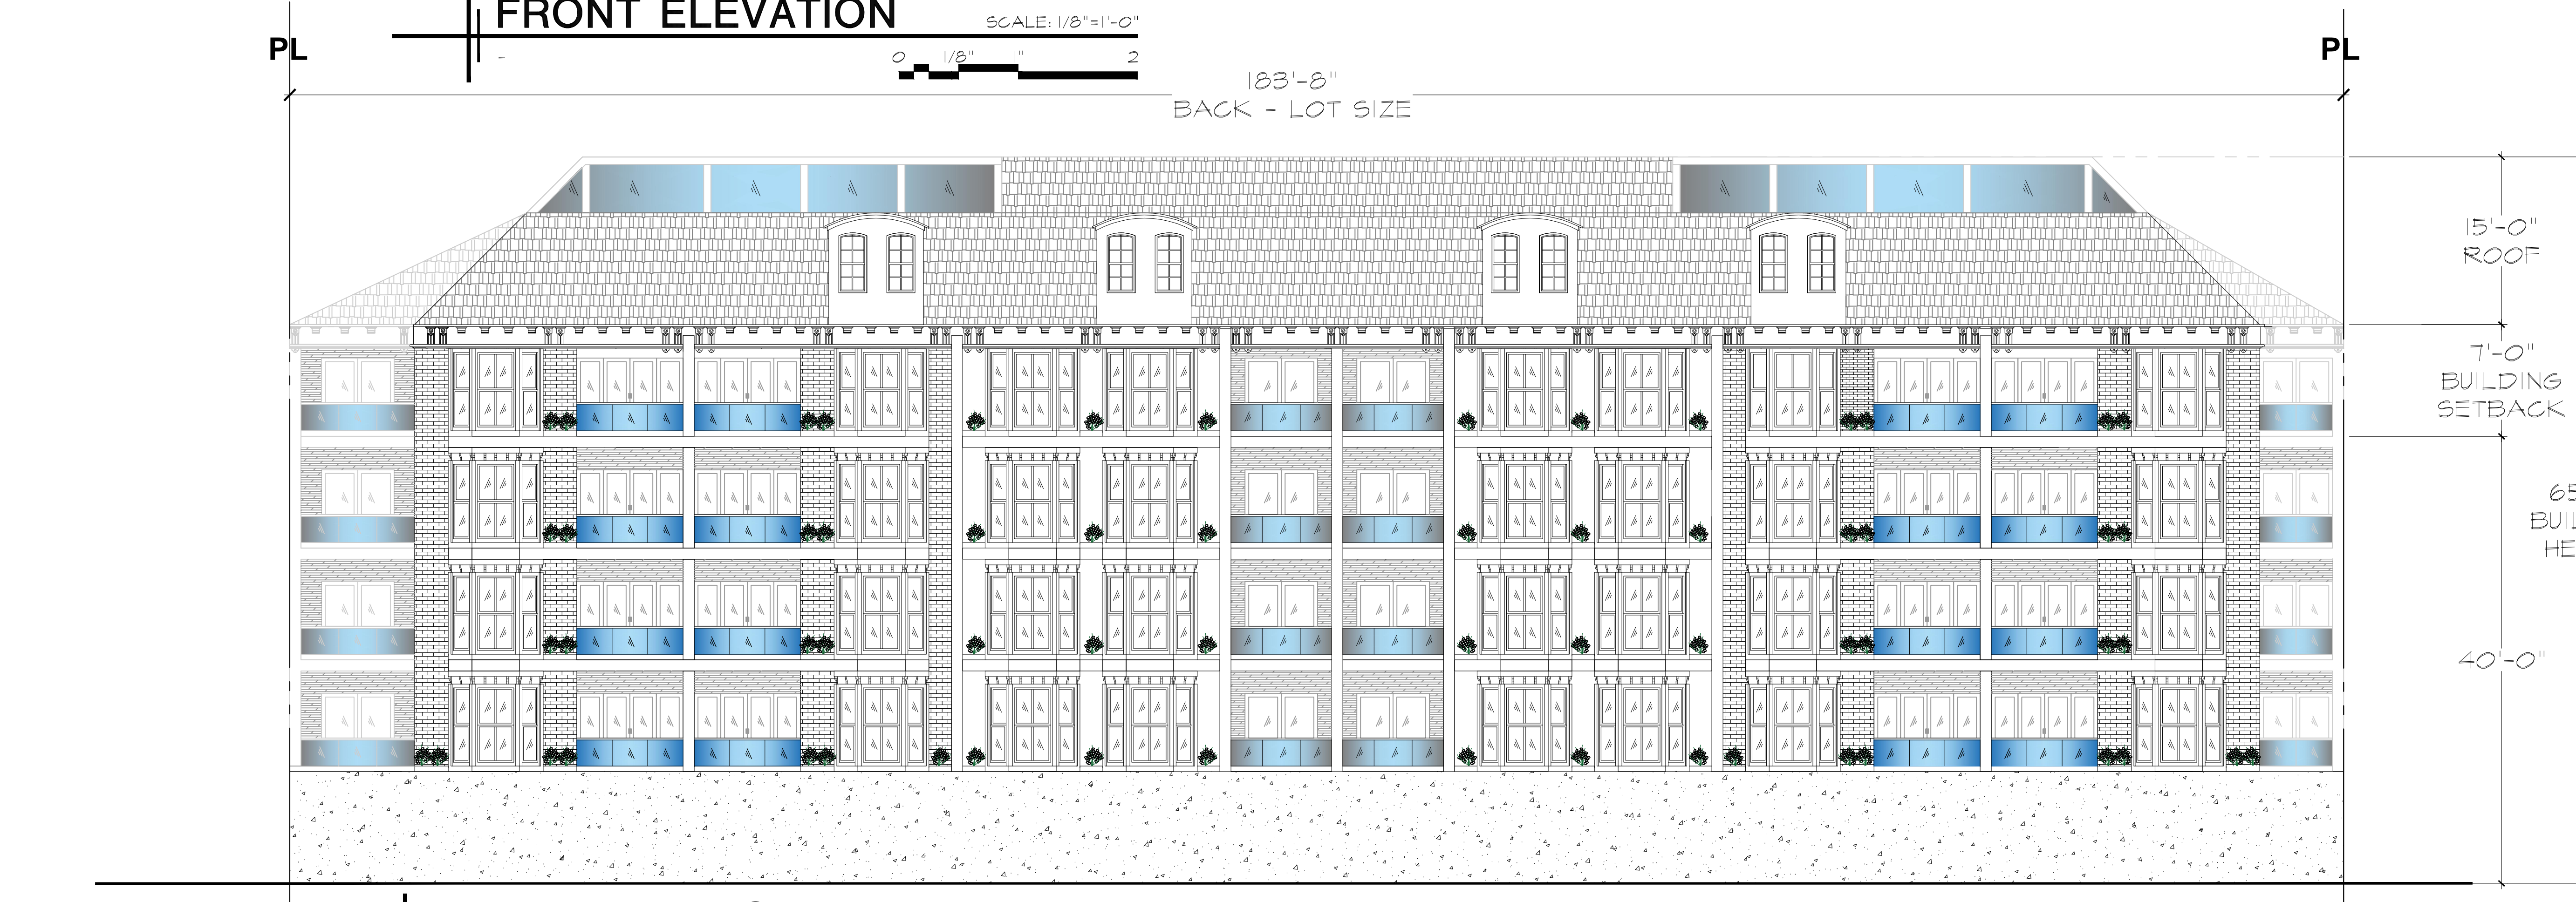 FRONT ELEVATION
SCALE: 1/8"=1'-0"
-
0 1/8" 1" 2
PL
PL
183'-8"
BACK - LOT SIZE
15'-0"
ROOF
7'-0"
BUILDING
SETBACK
40'-0"